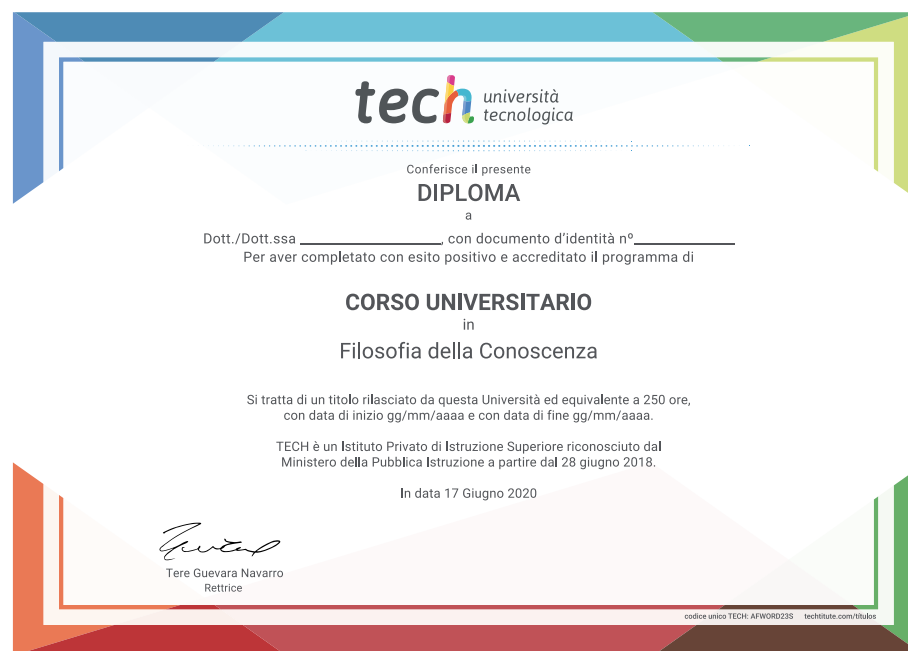 tech università
tecnologica
Conferisce il presente
DIPLOMA
a
Dott./Dott.ssa ____________________, con documento d'identità nº______________
Per aver completato con esito positivo e accreditato il programma di
CORSO UNIVERSITARIO
in
Filosofia della Conoscenza
Si tratta di un titolo rilasciato da questa Università ed equivalente a 250 ore,
con data di inizio gg/mm/aaaa e con data di fine gg/mm/aaaa.
TECH è un Istituto Privato di Istruzione Superiore riconosciuto dal
Ministero della Pubblica Istruzione a partire dal 28 giugno 2018.
In data 17 Giugno 2020
Tere Guevara Navarro
Rettrice
codice unico TECH: AFWORD23S techtitute.com/títulos